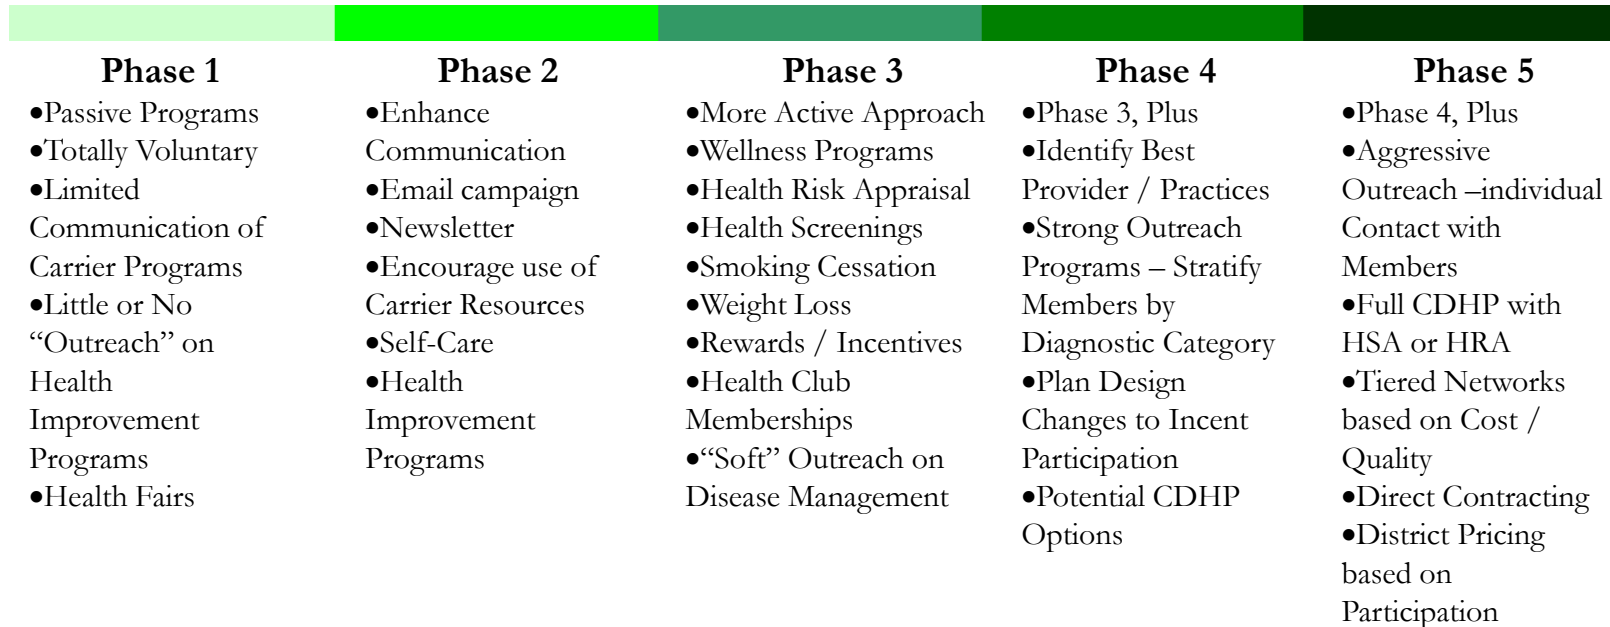 Phase 1
•Passive Programs
•Totally Voluntary
•Limited
Communication of
Carrier Programs
•Little or No
“Outreach” on
Health
Improvement
Programs
•Health Fairs
Phase 2
•Enhance
Communication
•Email campaign
•Newsletter
•Encourage use of
Carrier Resources
•Self-Care
•Health
Improvement
Programs
Phase 3
•More Active Approach
•Wellness Programs
•Health Risk Appraisal
•Health Screenings
•Smoking Cessation
•Weight Loss
•Rewards / Incentives
•Health Club
Memberships
•“Soft” Outreach on
Disease Management
Phase 4
•Phase 3, Plus
•Identify Best
Provider / Practices
•Strong Outreach
Programs – Stratify
Members by
Diagnostic Category
•Plan Design
Changes to Incent
Participation
•Potential CDHP
Options
Phase 5
•Phase 4, Plus
•Aggressive
Outreach –individual
Contact with
Members
•Full CDHP with
HSA or HRA
•Tiered Networks
based on Cost /
Quality
•Direct Contracting
•District Pricing
based on
Participation